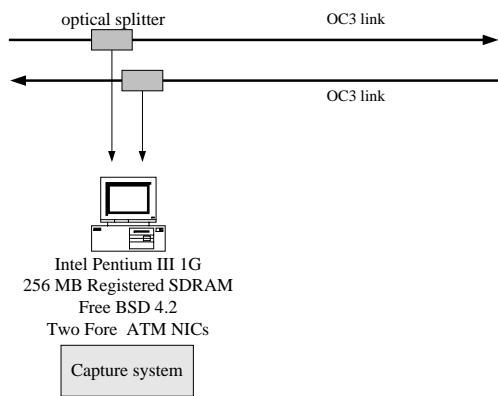 optical splitter
OC3 link
OC3 link
Intel Pentium III 1G
256 MB Registered SDRAM
Free BSD 4.2
Two Fore ATM NICs
Capture system